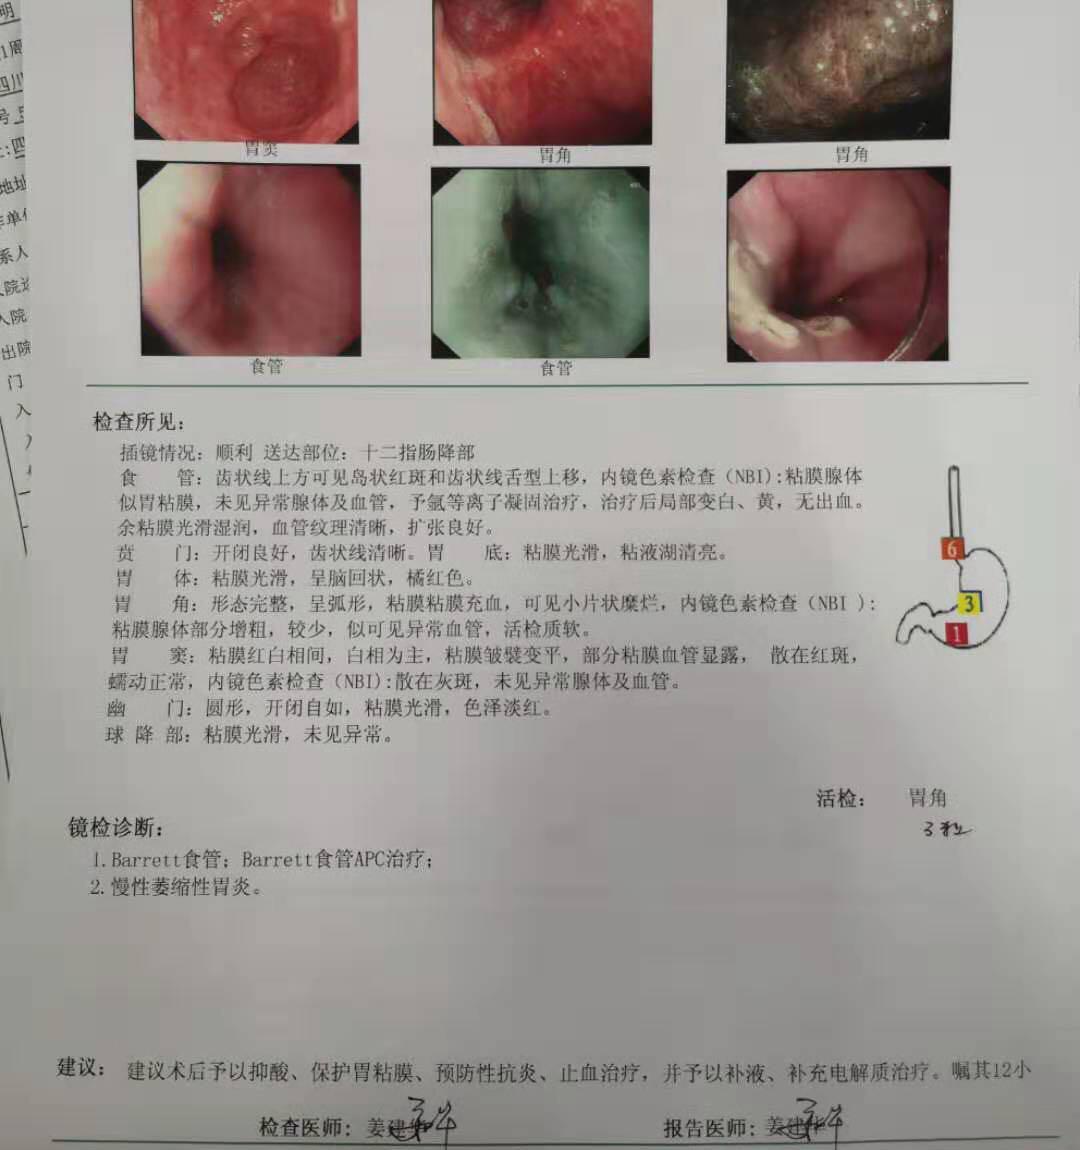 明
1周
四川
号
四
地址
系人
入院
出院
门
入
胃窦
胃角
胃角
食管
食管
检查所见：
插镜情况：顺利 送达部位：十二指肠降部
食 管：齿状线上方可见岛状红斑和齿状线舌型上移，内镜色素检查（NBI）:粘膜腺体
似胃粘膜，未见异常腺体及血管，予氩等离子凝固治疗，治疗后局部变白、黄，无出血。
余粘膜光滑湿润，血管纹理清晰，扩张良好。
贲 门：开闭良好，齿状线清晰。胃 底：粘膜光滑，粘液湖清亮。
胃 体：粘膜光滑，呈脑回状，橘红色。
胃 角：形态完整，呈弧形，粘膜粘膜充血，可见小片状糜烂，内镜色素检查（NBI ）:
粘膜腺体部分增粗，较少，似可见异常血管，活检质软。
胃 窦：粘膜红白相间，白相为主，粘膜皱襞变平，部分粘膜血管显露， 散在红斑，
蠕动正常，内镜色素检查（NBI）:散在灰斑，未见异常腺体及血管。
幽 门：圆形，开闭自如，粘膜光滑，色泽淡红。
球 降 部：粘膜光滑，未见异常。
6
3
1
活检： 胃角
3粒
镜检诊断：
1.Barrett食管；Barrett食管APC治疗；
2.慢性萎缩性胃炎。
建议： 建议术后予以抑酸、保护胃粘膜、预防性抗炎、止血治疗，并予以补液、补充电解质治疗。嘱其12小
检查医师：姜建 报告医师：姜建